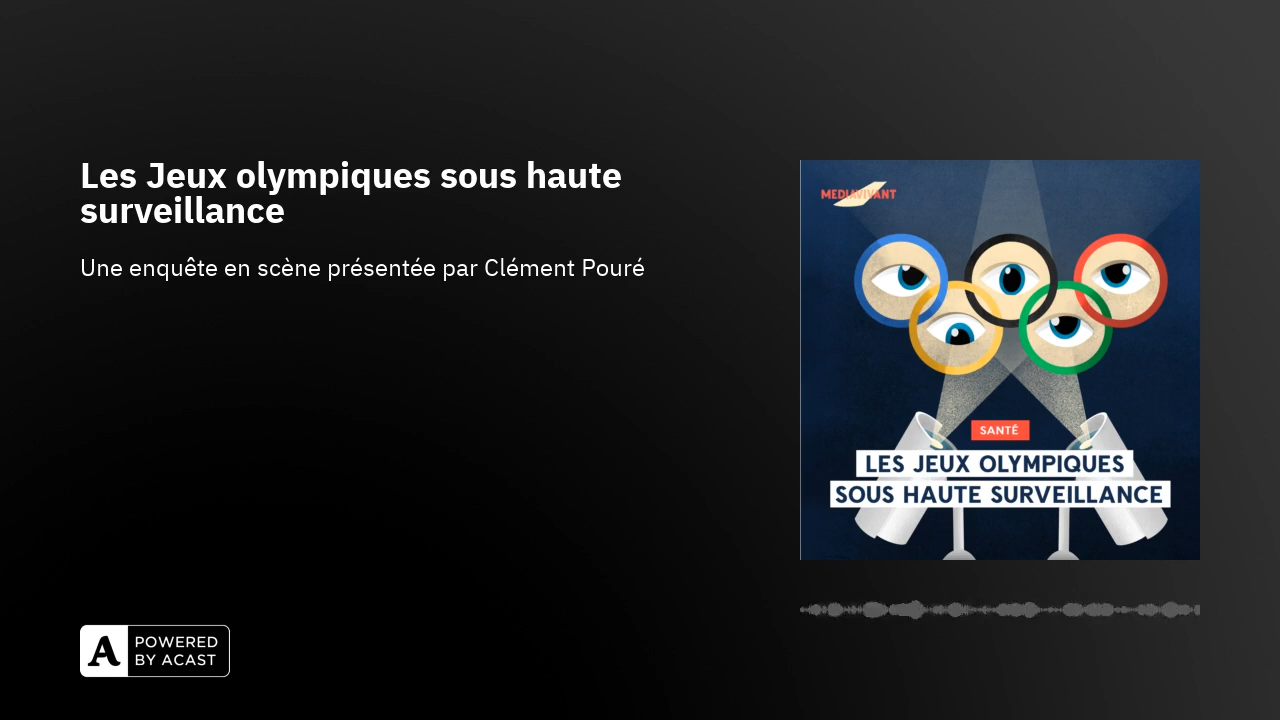 Les Jeux olympiques sous haute
surveillance
Une enquête en scène présentée par Clément Pouré
MEDIAVIVANT
SANTÉ
LES JEUX OLYMPIQUES
SOUS HAUTE SURVEILLANCE
A POWERED
BY ACAST